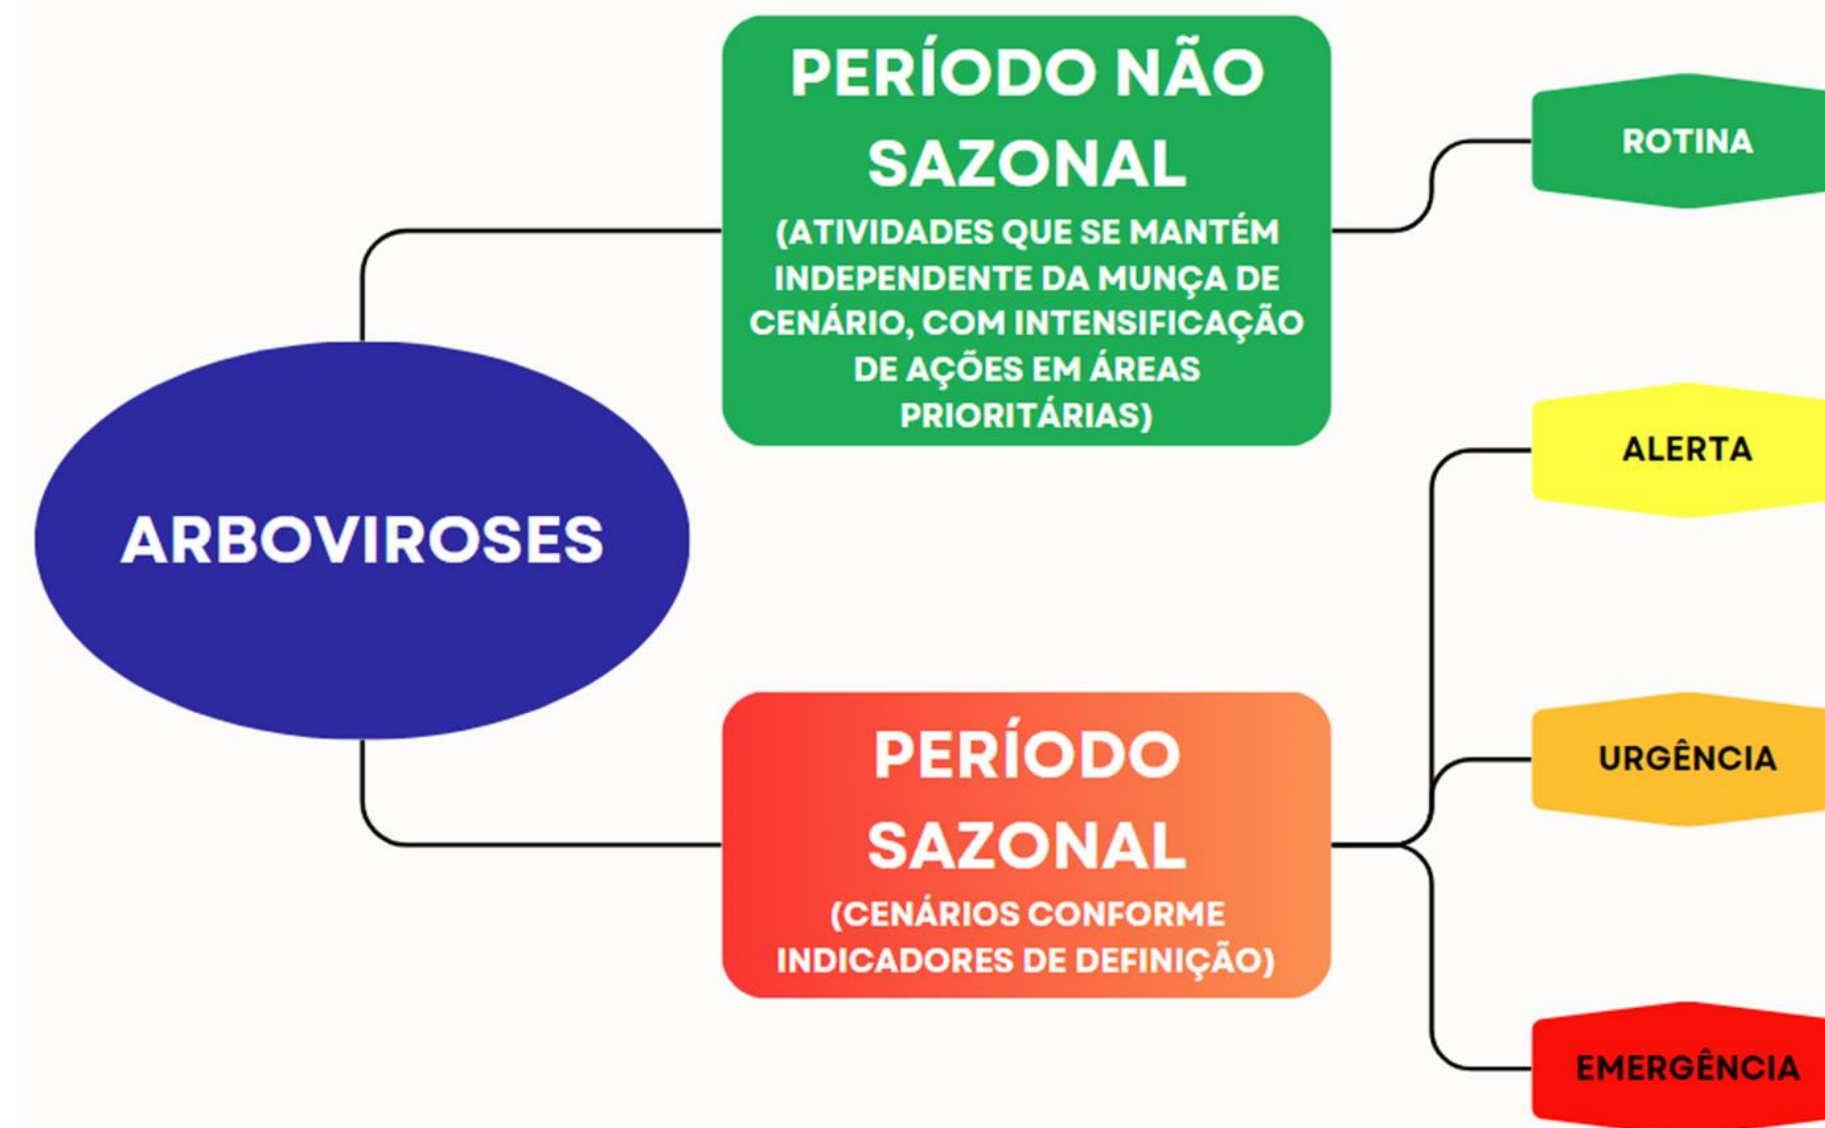 ARBOVIROSES
PERÍODO NÃO
SAZONAL
(ATIVIDADES QUE SE MANTÉM
INDEPENDENTE DA MUNÇA DE
CENÁRIO, COM INTENSIFICAÇÃO
DE AÇÕES EM ÁREAS
PRIORITÁRIAS)
ROTINA
PERÍODO
SAZONAL
(CENÁRIOS CONFORME
INDICADORES DE DEFINIÇÃO)
ALERTA
URGÊNCIA
EMERGÊNCIA